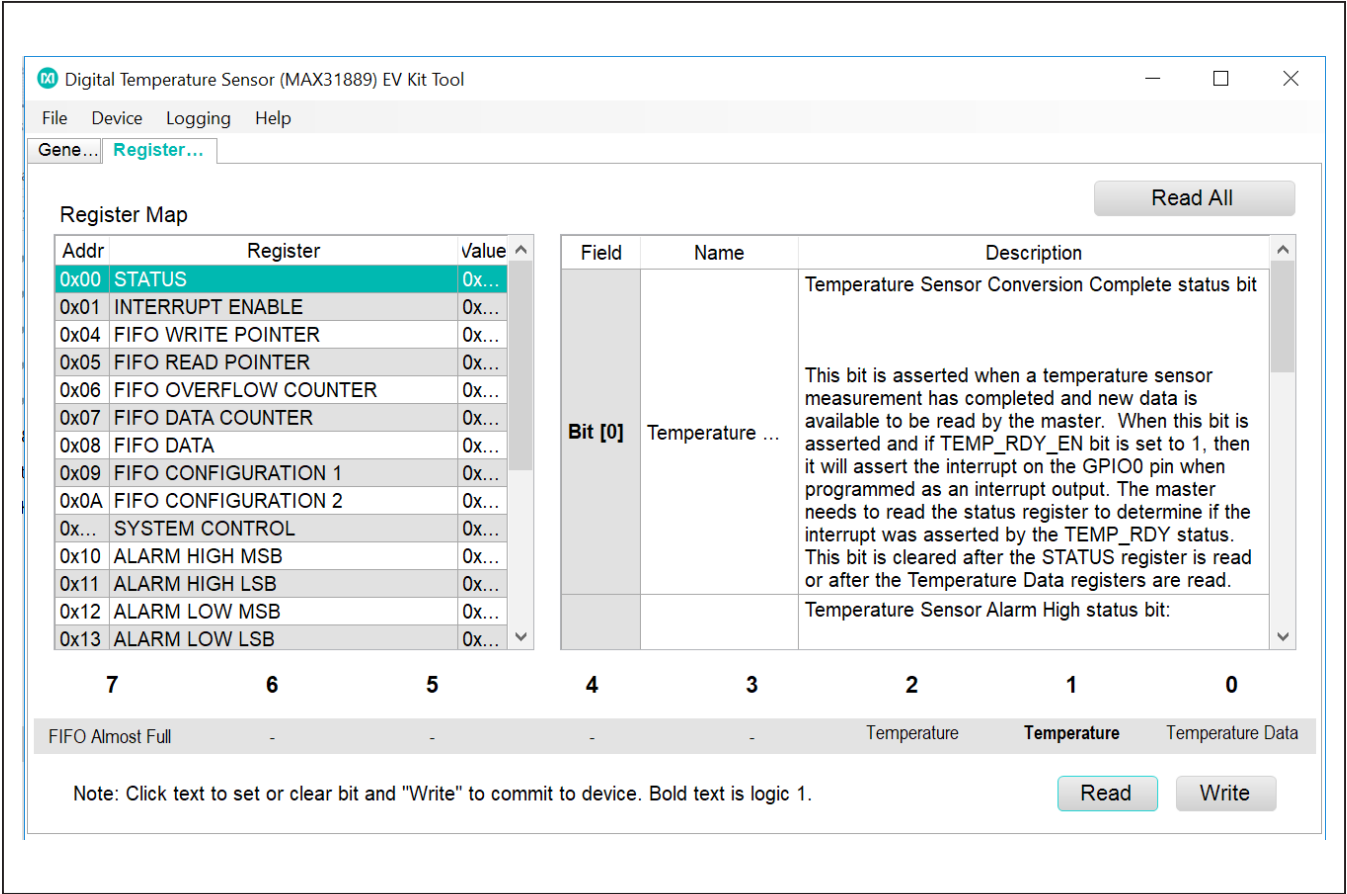 Digital Temperature Sensor (MAX31889) EV Kit Tool
File Device Logging Help
Gene... Register...
Read All
Register Map
Addr Register Value
0x00 STATUS 0x...
0x01 INTERRUPT ENABLE 0x...
0x04 FIFO WRITE POINTER 0x...
0x05 FIFO READ POINTER 0x...
0x06 FIFO OVERFLOW COUNTER 0x...
0x07 FIFO DATA COUNTER 0x...
0x08 FIFO DATA 0x...
0x09 FIFO CONFIGURATION 1 0x...
0x0A FIFO CONFIGURATION 2 0x...
0x... SYSTEM CONTROL 0x...
0x10 ALARM HIGH MSB 0x...
0x11 ALARM HIGH LSB 0x...
0x12 ALARM LOW MSB 0x...
0x13 ALARM LOW LSB 0x...
Field Name Description
Temperature Sensor Conversion Complete status bit
Bit [0] Temperature ...
This bit is asserted when a temperature sensor
measurement has completed and new data is
available to be read by the master. When this bit is
asserted and if TEMP_RDY_EN bit is set to 1, then
it will assert the interrupt on the GPIO0 pin when
programmed as an interrupt output. The master
needs to read the status register to determine if the
interrupt was asserted by the TEMP_RDY status.
This bit is cleared after the STATUS register is read
or after the Temperature Data registers are read.
Temperature Sensor Alarm High status bit:
7 6 5 4 3 2 1 0
FIFO Almost Full - - - - Temperature Temperature Temperature Data
Note: Click text to set or clear bit and "Write" to commit to device. Bold text is logic 1.
Read Write